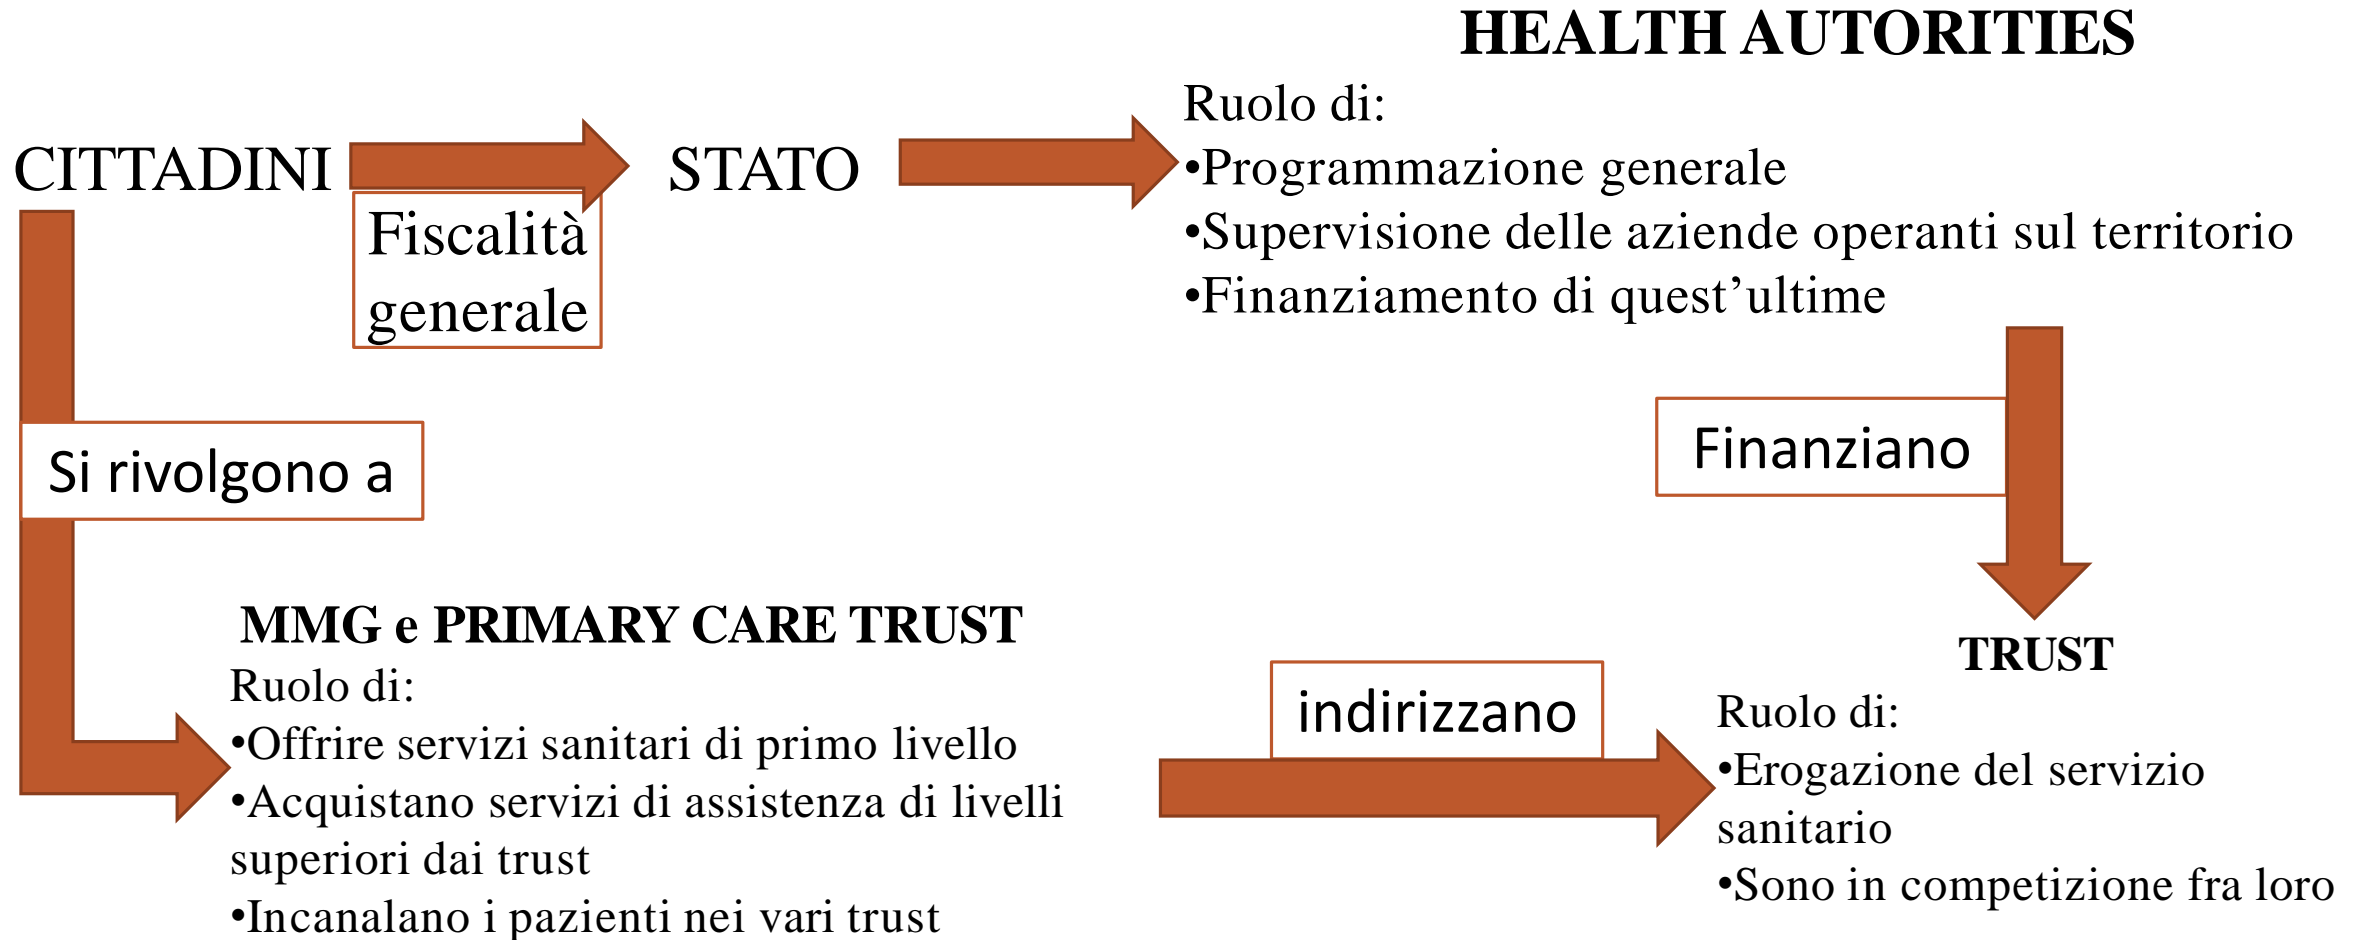 HEALTH AUTORITIES
Ruolo di:
•Programmazione generale
•Supervisione delle aziende operanti sul territorio
•Finanziamento di quest’ultime
CITTADINI
STATO
Fiscalità
generale
Si rivolgono a
Finanziano
MMG e PRIMARY CARE TRUST
Ruolo di:
•Offrire servizi sanitari di primo livello
•Acquistano servizi di assistenza di livelli
superiori dai trust
•Incanalano i pazienti nei vari trust
indirizzano
TRUST
Ruolo di:
•Erogazione del servizio
sanitario
•Sono in competizione fra loro